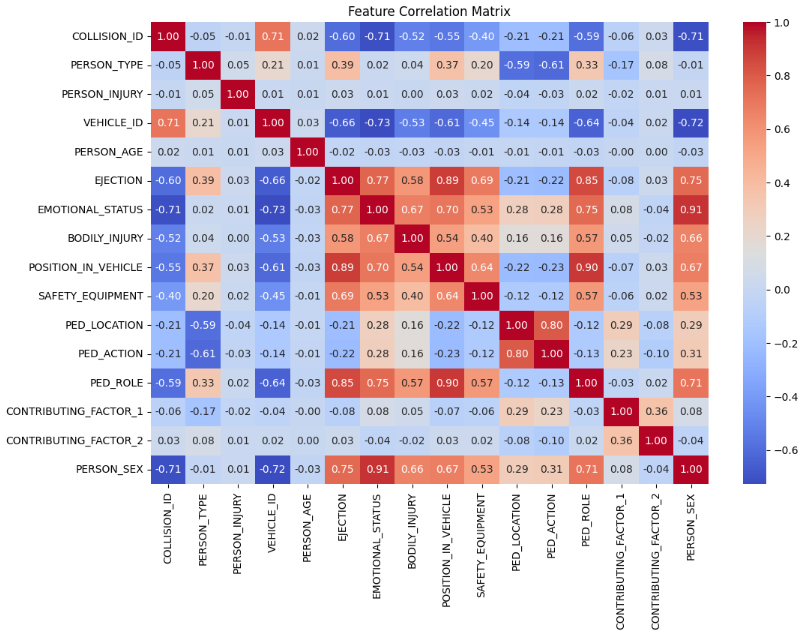 Feature Correlation Matrix
COLLISION_ID 1.00 -0.05 -0.01 0.71 0.02 -0.60 -0.71 -0.52 -0.55 -0.40 -0.21 -0.21 -0.59 -0.06 0.03 -0.71
PERSON_TYPE -0.05 1.00 0.05 0.21 0.01 0.39 0.02 0.04 0.37 0.20 -0.59 -0.61 0.33 -0.17 0.08 -0.01
PERSON_INJURY -0.01 0.05 1.00 0.01 0.01 0.03 0.01 0.00 0.03 0.02 -0.04 -0.03 0.02 -0.02 0.01 0.01
VEHICLE_ID 0.71 0.21 0.01 1.00 0.03 -0.66 -0.73 -0.53 -0.61 -0.45 -0.14 -0.14 -0.64 -0.04 0.02 -0.72
PERSON_AGE 0.02 0.01 0.01 0.03 1.00 -0.02 -0.03 -0.03 -0.03 -0.01 -0.01 -0.01 -0.03 -0.00 0.00 -0.03
EJECTION -0.60 0.39 0.03 -0.66 -0.02 1.00 0.77 0.58 0.89 0.69 -0.21 -0.22 0.85 -0.08 0.03 0.75
EMOTIONAL_STATUS -0.71 0.02 0.01 -0.73 -0.03 0.77 1.00 0.67 0.70 0.53 0.28 0.28 0.75 0.08 -0.04 0.91
BODILY_INJURY -0.52 0.04 0.00 -0.53 -0.03 0.58 0.67 1.00 0.54 0.40 0.16 0.16 0.57 0.05 -0.02 0.66
POSITION_IN_VEHICLE -0.55 0.37 0.03 -0.61 -0.03 0.89 0.70 0.54 1.00 0.64 -0.22 -0.23 0.90 -0.07 0.03 0.67
SAFETY_EQUIPMENT -0.40 0.20 0.02 -0.45 -0.01 0.69 0.53 0.40 0.64 1.00 -0.12 -0.12 0.57 -0.06 0.02 0.53
PED_LOCATION -0.21 -0.59 -0.04 -0.14 -0.01 -0.21 0.28 0.16 -0.22 -0.12 1.00 0.80 -0.12 0.29 -0.08 0.29
PED_ACTION -0.21 -0.61 -0.03 -0.14 -0.01 -0.22 0.28 0.16 -0.23 -0.12 0.80 1.00 -0.13 0.23 -0.10 0.31
PED_ROLE -0.59 0.33 0.02 -0.64 -0.03 0.85 0.75 0.57 0.90 0.57 -0.12 -0.13 1.00 -0.03 0.02 0.71
CONTRIBUTING_FACTOR_1 -0.06 -0.17 -0.02 -0.04 -0.00 -0.08 0.08 0.05 -0.07 -0.06 0.29 0.23 -0.03 1.00 0.36 0.08
CONTRIBUTING_FACTOR_2 0.03 0.08 0.01 0.02 0.00 0.03 -0.04 -0.02 0.03 0.02 -0.08 -0.10 0.02 0.36 1.00 -0.04
PERSON_SEX -0.71 -0.01 0.01 -0.72 -0.03 0.75 0.91 0.66 0.67 0.53 0.29 0.31 0.71 0.08 -0.04 1.00
COLLISION_ID
PERSON_TYPE
PERSON_INJURY
VEHICLE_ID
PERSON_AGE
EJECTION
EMOTIONAL_STATUS
BODILY_INJURY
POSITION_IN_VEHICLE
SAFETY_EQUIPMENT
PED_LOCATION
PED_ACTION
PED_ROLE
CONTRIBUTING_FACTOR_1
CONTRIBUTING_FACTOR_2
PERSON_SEX
1.0
0.8
0.6
0.4
0.2
0.0
-0.2
-0.4
-0.6